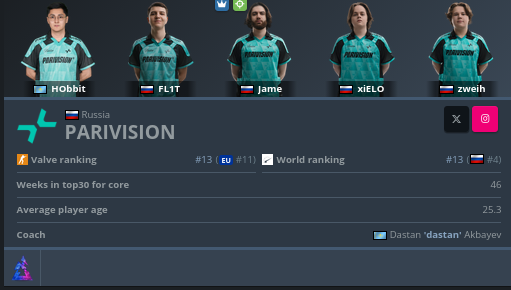 HObbit FL1T Jame xiELO zweih
Russia
PARIVISION
Valve ranking #13 (EU #11) World ranking #13 (#4)
Weeks in top30 for core 46
Average player age 25.3
Coach Dastan 'dastan' Akbayev